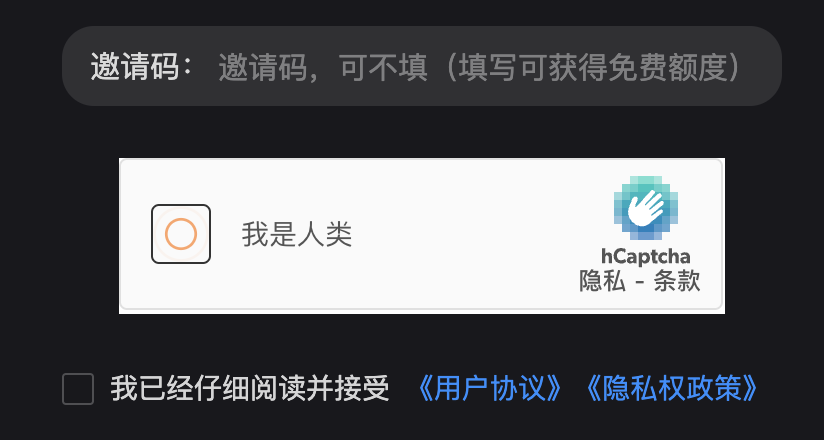 邀请码： 邀请码，可不填（填写可获得免费额度）
我是人类
hCaptcha
隐私 - 条款
我已经仔细阅读并接受 《用户协议》《隐私权政策》